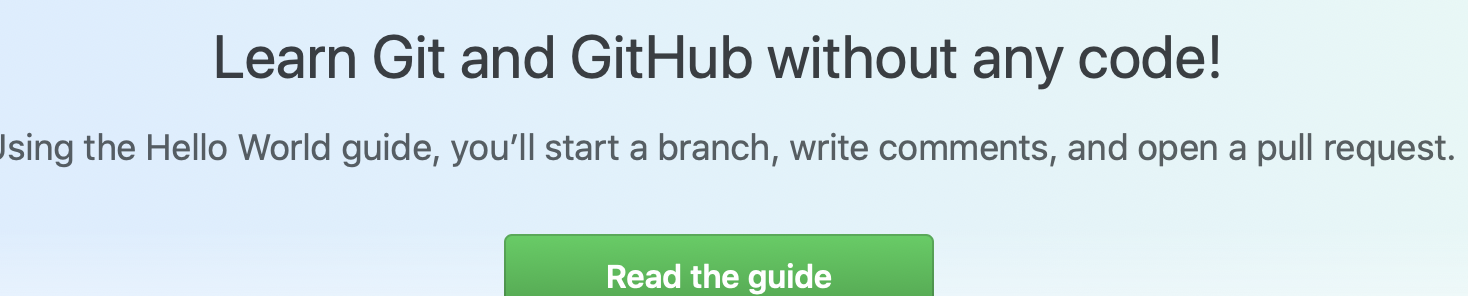 Learn Git and GitHub without any code!
Using the Hello World guide, you’ll start a branch, write comments, and open a pull request.
Read the guide